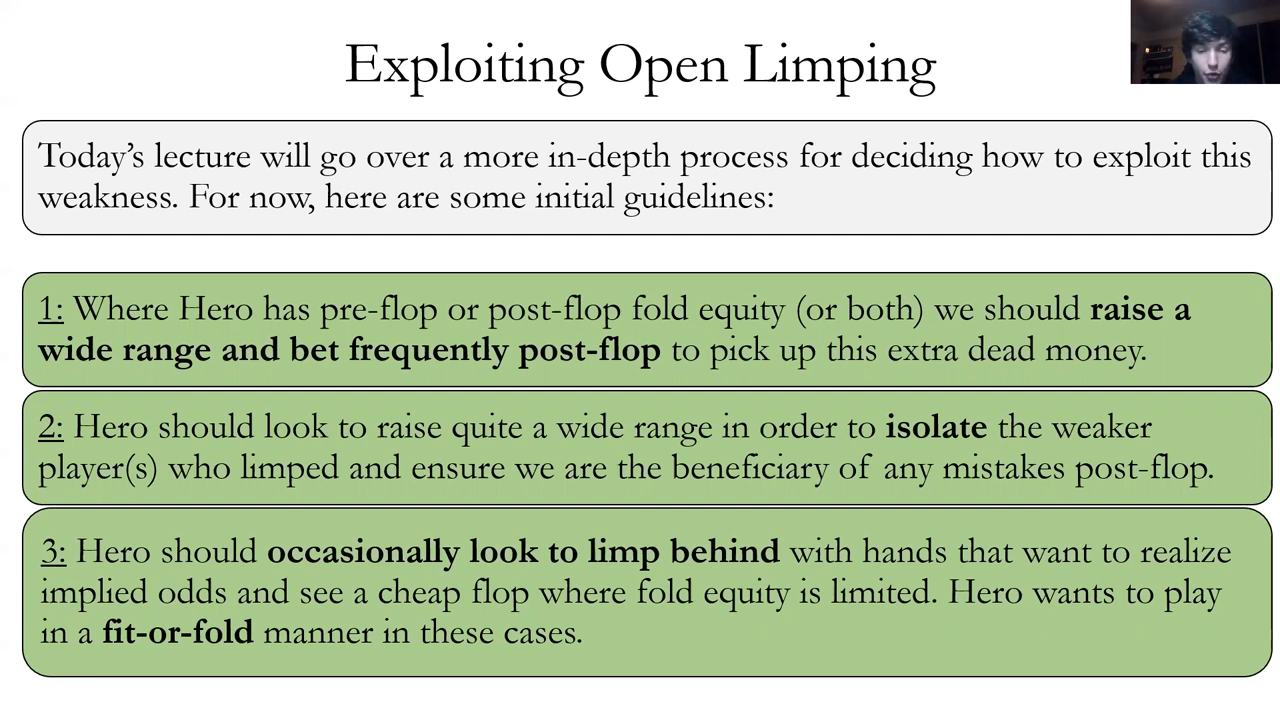 Exploiting Open Limping
Today’s lecture will go over a more in-depth process for deciding how to exploit this
weakness. For now, here are some initial guidelines:
1: Where Hero has pre-flop or post-flop fold equity (or both) we should raise a
wide range and bet frequently post-flop to pick up this extra dead money.
2: Hero should look to raise quite a wide range in order to isolate the weaker
player(s) who limped and ensure we are the beneficiary of any mistakes post-flop.
3: Hero should occasionally look to limp behind with hands that want to realize
implied odds and see a cheap flop where fold equity is limited. Hero wants to play
in a fit-or-fold manner in these cases.